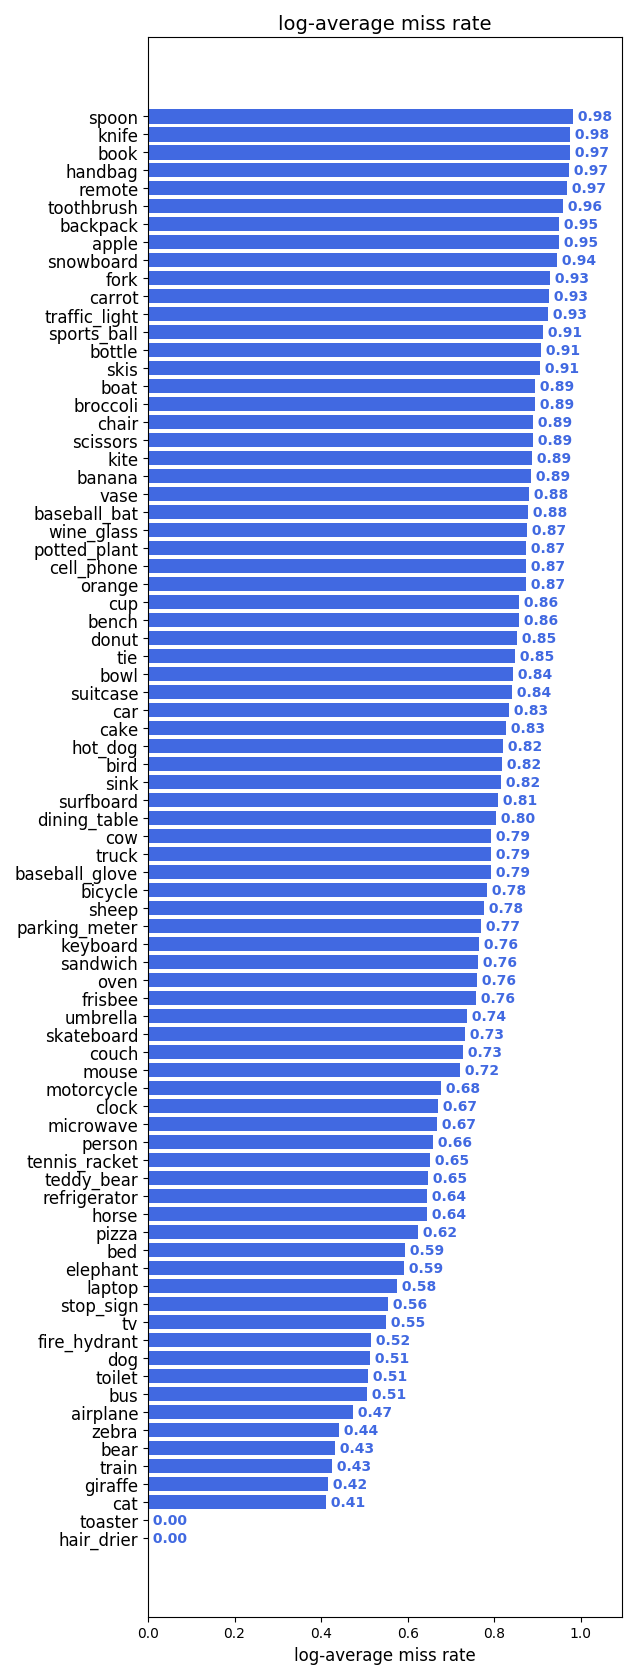 log-average miss rate
spoon 0.98
knife 0.98
book 0.97
handbag 0.97
remote 0.97
toothbrush 0.96
backpack 0.95
apple 0.95
snowboard 0.94
fork 0.93
carrot 0.93
traffic_light 0.93
sports_ball 0.91
bottle 0.91
skis 0.91
boat 0.89
broccoli 0.89
chair 0.89
scissors 0.89
kite 0.89
banana 0.89
vase 0.88
baseball_bat 0.88
wine_glass 0.87
potted_plant 0.87
cell_phone 0.87
orange 0.87
cup 0.86
bench 0.86
donut 0.85
tie 0.85
bowl 0.84
suitcase 0.84
car 0.83
cake 0.83
hot_dog 0.82
bird 0.82
sink 0.82
surfboard 0.81
dining_table 0.80
cow 0.79
truck 0.79
baseball_glove 0.79
bicycle 0.78
sheep 0.78
parking_meter 0.77
keyboard 0.76
sandwich 0.76
oven 0.76
frisbee 0.76
umbrella 0.74
skateboard 0.73
couch 0.73
mouse 0.72
motorcycle 0.68
clock 0.67
microwave 0.67
person 0.66
tennis_racket 0.65
teddy_bear 0.65
refrigerator 0.64
horse 0.64
pizza 0.62
bed 0.59
elephant 0.59
laptop 0.58
stop_sign 0.56
tv 0.55
fire_hydrant 0.52
dog 0.51
toilet 0.51
bus 0.51
airplane 0.47
zebra 0.44
bear 0.43
train 0.43
giraffe 0.42
cat 0.41
toaster 0.00
hair_drier 0.00
0.0 0.2 0.4 0.6 0.8 1.0
log-average miss rate